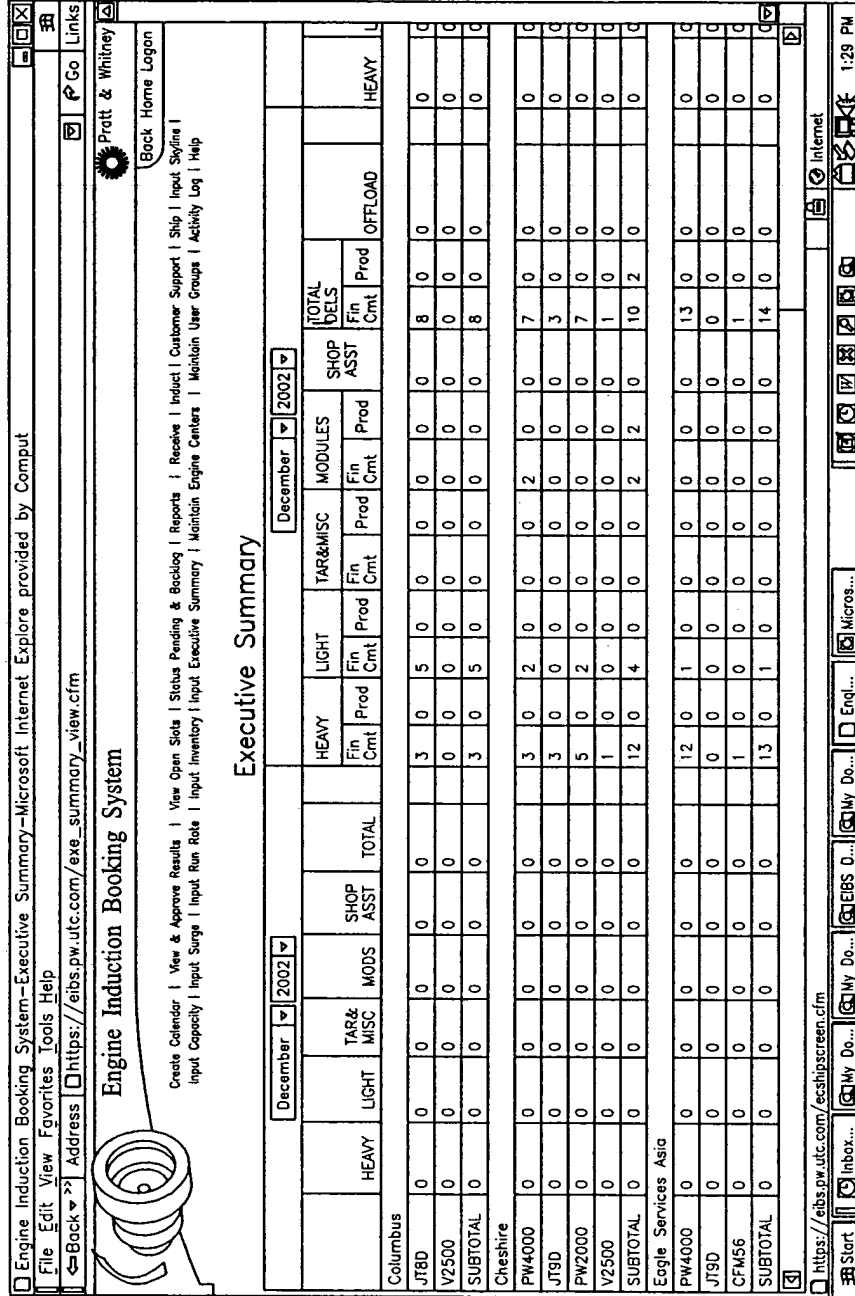 Engine Induction Booking System—Executive Summary—Microsoft Internet Explore provided by Comput
File Edit View Favorites Tools Help
Back Address https://eibs.pw.utc.com/exe_summary_view.cfm Go Links
Engine Induction Booking System
Pratt & Whitney
Back Home Logon
Create Calendar | View & Approve Results | View Open Slots | Status Pending & Backlog | Reports | Receive | Induct | Customer Support | Ship | Input Skyline |
Input Capacity | Input Surge | Input Run Rate | Input Inventory | Input Executive Summary | Maintain Engine Centers | Maintain User Groups | Activity Log | Help
Executive Summary
December 2002 December 2002
HEAVY LIGHT TAR& MISC MODS SHOP ASST TOTAL HEAVY LIGHT TAR&MISC MODULES SHOP ASST TOTAL DELS OFFLOAD HEAVY L
Fin Cmt Prod Fin Cmt Prod Fin Cmt Prod Fin Cmt Prod Fin Cmt Prod
Columbus
JT8D 0 0 0 0 0 0 3 0 5 0 0 0 0 0 0 8 0 0 0 0
V2500 0 0 0 0 0 0 0 0 0 0 0 0 0 0 0 0 0 0 0 0
SUBTOTAL 0 0 0 0 0 0 3 0 5 0 0 0 0 0 0 8 0 0 0 0
Cheshire
PW4000 0 0 0 0 0 0 3 0 2 0 0 0 2 0 0 7 0 0 0 0
JT9D 0 0 0 0 0 0 3 0 0 0 0 0 0 0 0 3 0 0 0 0
PW2000 0 0 0 0 0 0 5 0 2 0 0 0 0 0 0 7 0 0 0 0
V2500 0 0 0 0 0 0 1 0 0 0 0 0 0 0 0 1 0 0 0 0
SUBTOTAL 0 0 0 0 0 0 12 0 4 0 0 0 2 2 0 10 2 0 0 0
Eagle Services Asia
PW4000 0 0 0 0 0 0 12 0 1 0 0 0 0 0 0 13 0 0 0 0
JT9D 0 0 0 0 0 0 0 0 0 0 0 0 0 0 0 0 0 0 0 0
CFM56 0 0 0 0 0 0 1 0 0 0 0 0 0 0 0 1 0 0 0 0
SUBTOTAL 0 0 0 0 0 0 13 0 1 0 0 0 0 0 0 14 0 0 0 0
https://eibs.pw.utc.com/ecshipscreen.cfm Internet
Start Inbox... My Do... My Do... EIBS D... My Do... Engl... Micros... 1:29 PM